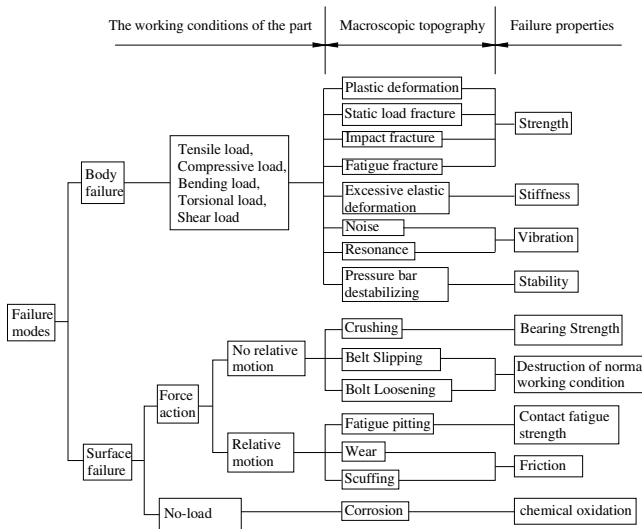 The working conditions of the part
Macroscopic topography
Failure properties
Plastic deformation
Static load fracture
Impact fracture
Fatigue fracture
Strength
Body
failure
Tensile load,
Compressive load,
Bending load,
Torsional load,
Shear load
Excessive elastic
deformation
Stiffness
Noise
Resonance
Vibration
Pressure bar
destabilizing
Stability
Failure
modes
Crushing
Bearing Strength
No relative
motion
Belt Slipping
Bolt Loosening
Destruction of norma
working condition
Force
action
Relative
motion
Fatigue pitting
Contact fatigue
strength
Surface
failure
Wear
Scuffing
Friction
No-load
Corrosion
chemical oxidation